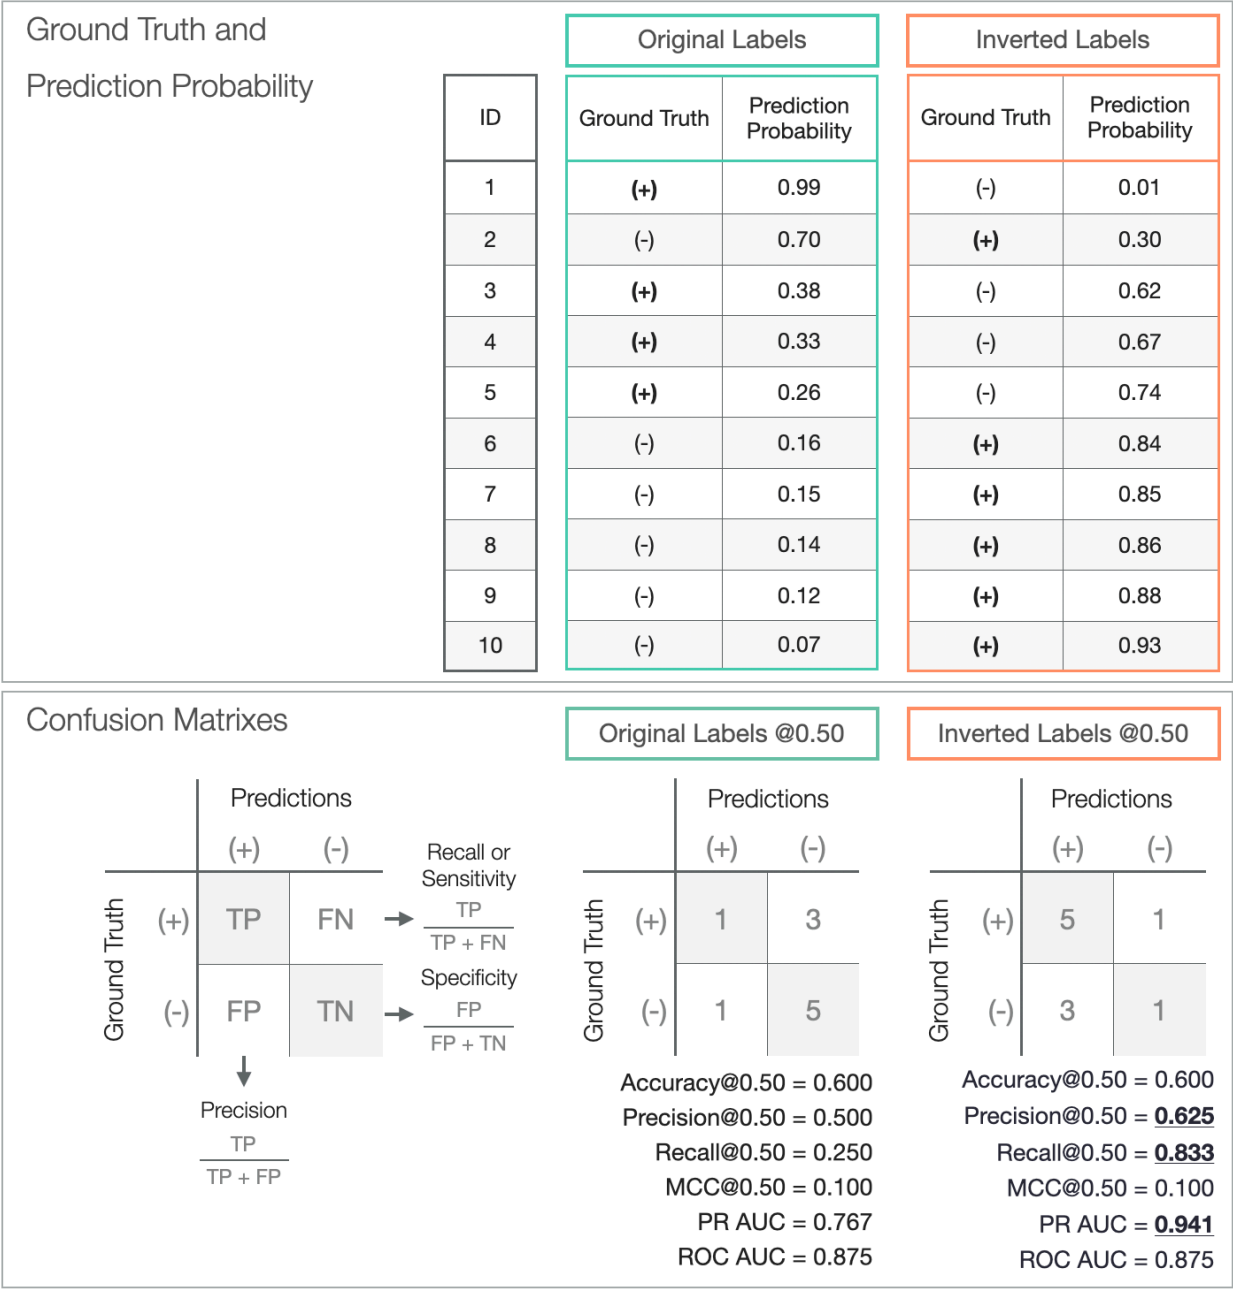 Ground Truth and
Prediction Probability
Original Labels
Inverted Labels
ID
Ground Truth
Prediction
Probability
Ground Truth
Prediction
Probability
1 (+) 0.99 (-) 0.01
2 (-) 0.70 (+) 0.30
3 (+) 0.38 (-) 0.62
4 (+) 0.33 (-) 0.67
5 (+) 0.26 (-) 0.74
6 (-) 0.16 (+) 0.84
7 (-) 0.15 (+) 0.85
8 (-) 0.14 (+) 0.86
9 (-) 0.12 (+) 0.88
10 (-) 0.07 (+) 0.93
Confusion Matrixes
Predictions
(+) (-)
Ground Truth
(+) TP FN
(-) FP TN
Recall or
Sensitivity
TP
TP + FN
Specificity
FP
FP + TN
Precision
TP
TP + FP
Original Labels @0.50
Predictions
(+) (-)
Ground Truth
(+) 1 3
(-) 1 5
Accuracy@0.50 = 0.600
Precision@0.50 = 0.500
Recall@0.50 = 0.250
MCC@0.50 = 0.100
PR AUC = 0.767
ROC AUC = 0.875
Inverted Labels @0.50
Predictions
(+) (-)
Ground Truth
(+) 5 1
(-) 3 1
Accuracy@0.50 = 0.600
Precision@0.50 = 0.625
Recall@0.50 = 0.833
MCC@0.50 = 0.100
PR AUC = 0.941
ROC AUC = 0.875